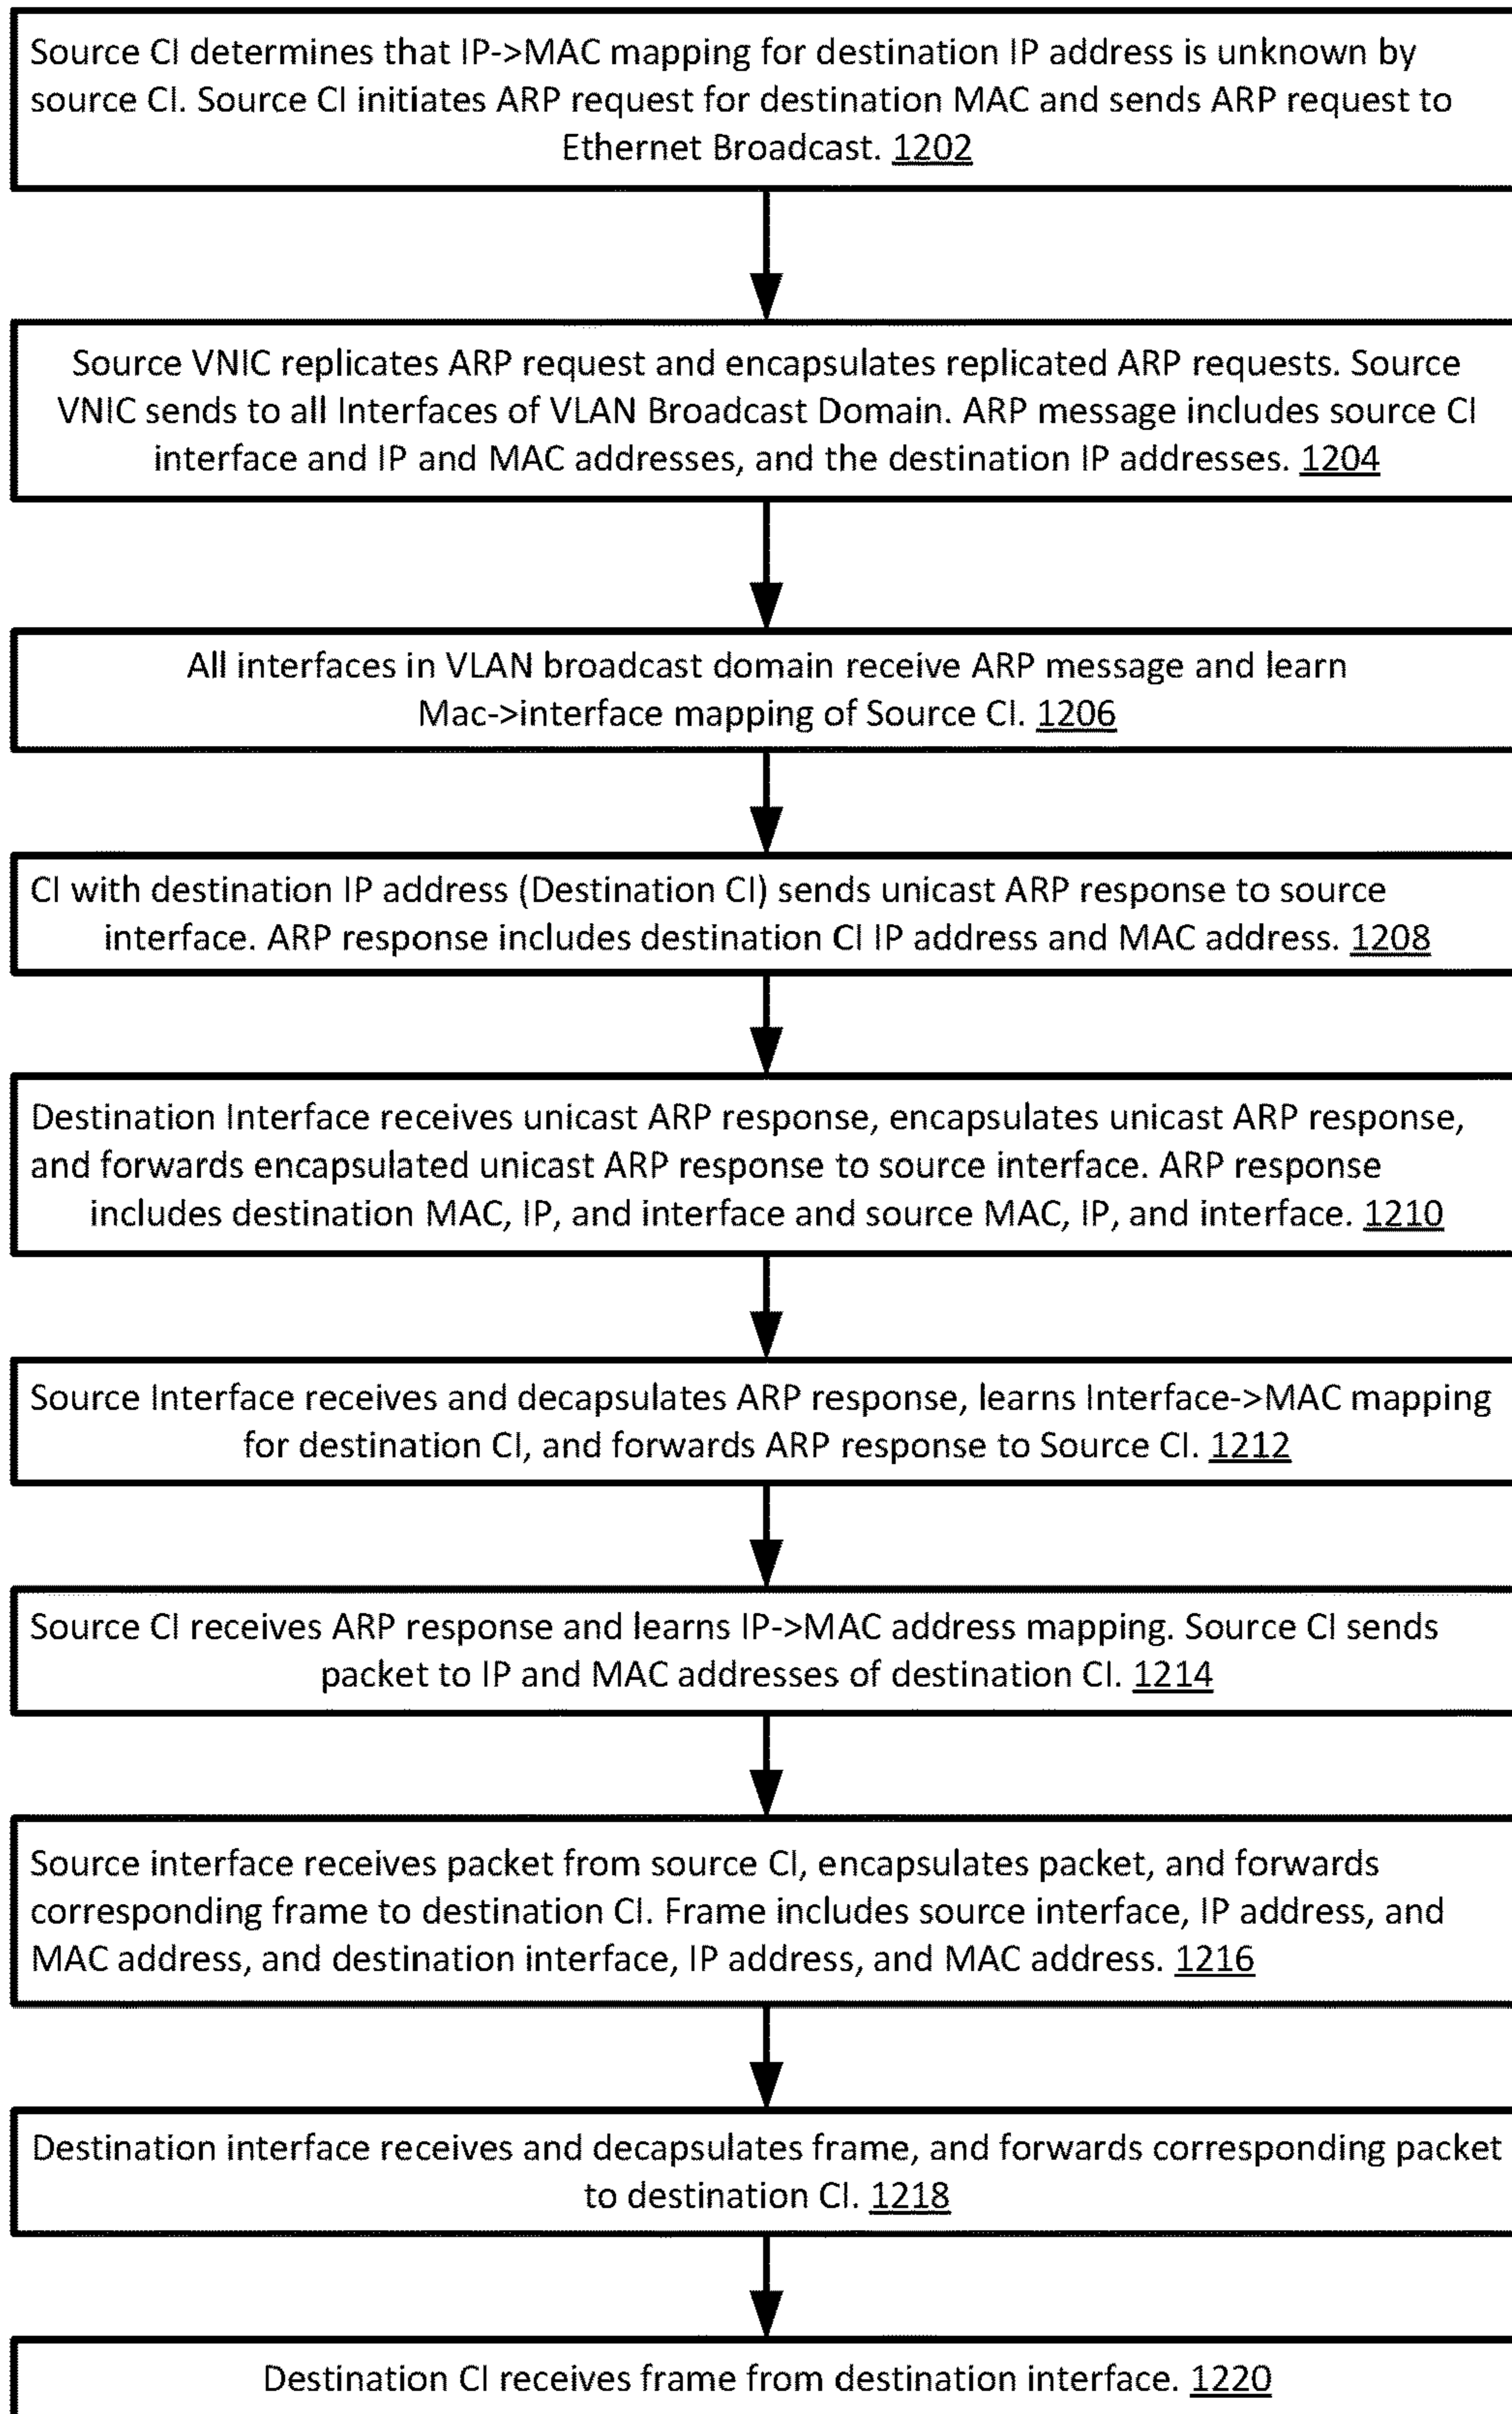 Source CI determines that IP->MAC mapping for destination IP address is unknown by
source CI. Source CI initiates ARP request for destination MAC and sends ARP request to
Ethernet Broadcast. 1202
Source VNIC replicates ARP request and encapsulates replicated ARP requests. Source
VNIC sends to all Interfaces of VLAN Broadcast Domain. ARP message includes source CI
interface and IP and MAC addresses, and the destination IP addresses. 1204
All interfaces in VLAN broadcast domain receive ARP message and learn
Mac->interface mapping of Source CI. 1206
CI with destination IP address (Destination CI) sends unicast ARP response to source
interface. ARP response includes destination CI IP address and MAC address. 1208
Destination Interface receives unicast ARP response, encapsulates unicast ARP response,
and forwards encapsulated unicast ARP response to source interface. ARP response
includes destination MAC, IP, and interface and source MAC, IP, and interface. 1210
Source Interface receives and decapsulates ARP response, learns Interface->MAC mapping
for destination CI, and forwards ARP response to Source CI. 1212
Source CI receives ARP response and learns IP->MAC address mapping. Source CI sends
packet to IP and MAC addresses of destination CI. 1214
Source interface receives packet from source CI, encapsulates packet, and forwards
corresponding frame to destination CI. Frame includes source interface, IP address, and
MAC address, and destination interface, IP address, and MAC address. 1216
Destination interface receives and decapsulates frame, and forwards corresponding packet
to destination CI. 1218
Destination CI receives frame from destination interface. 1220